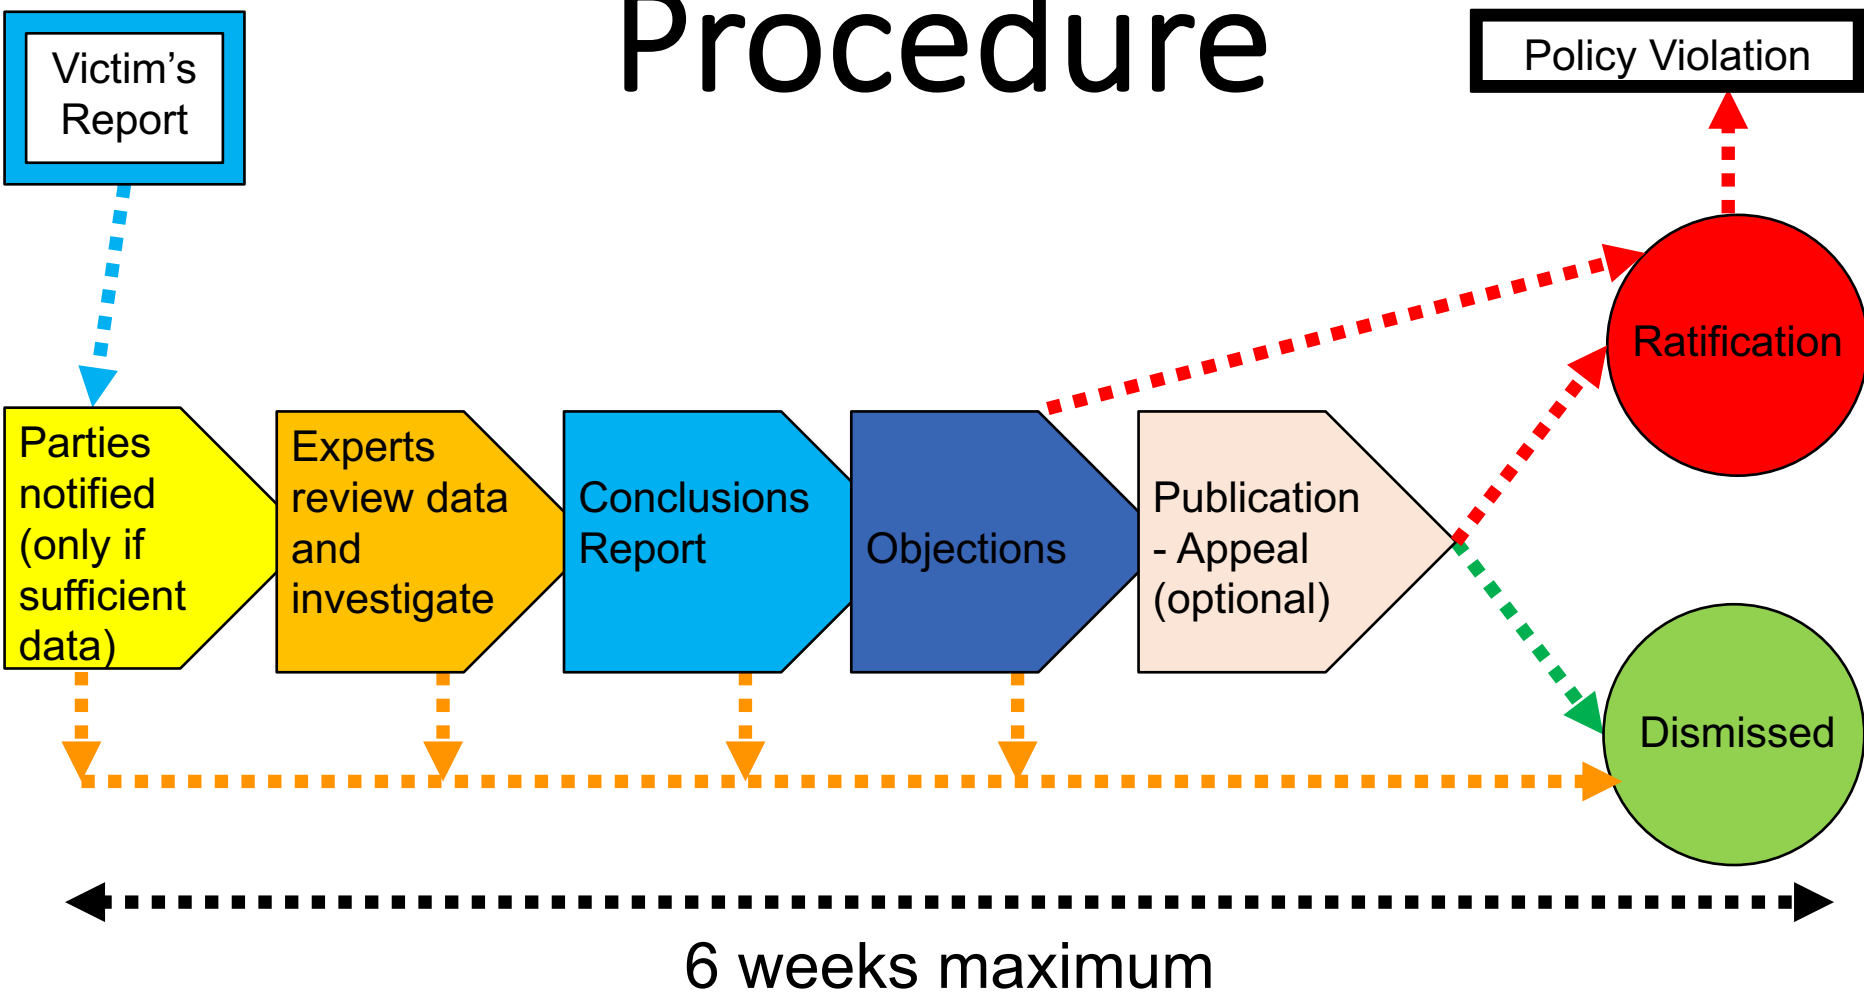 Procedure
Victim's
Report
Policy Violation
Ratification
Parties
notified
(only if
sufficient
data)
Experts
review data
and
investigate
Conclusions
Report
Objections
Publication
- Appeal
(optional)
Dismissed
6 weeks maximum